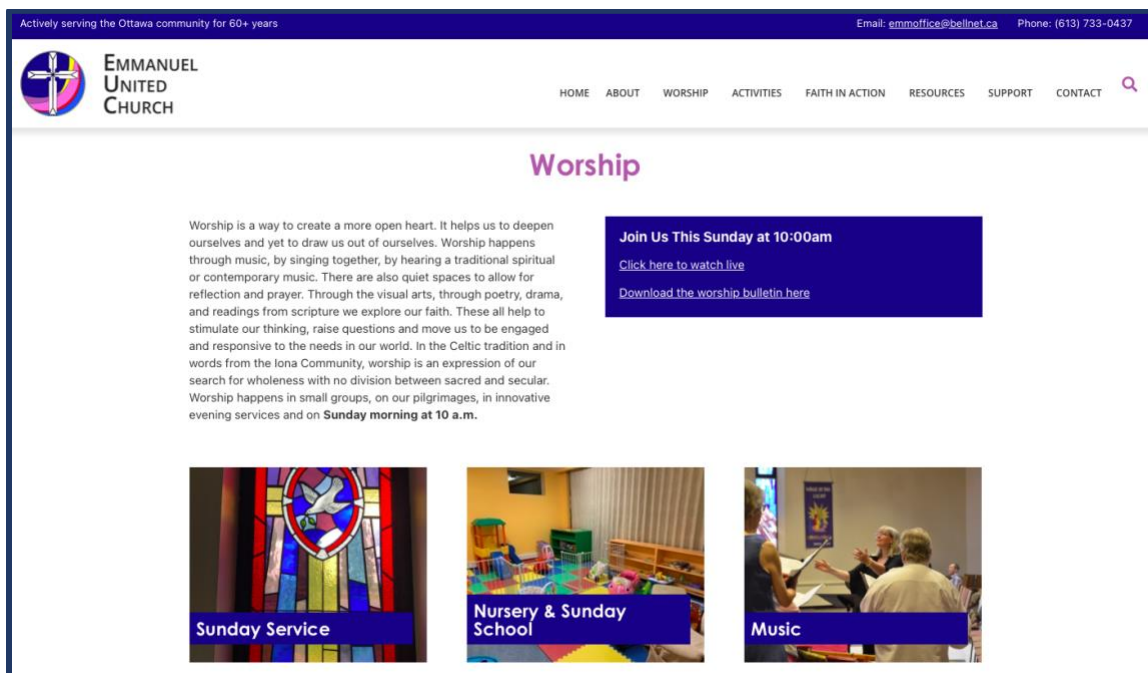 Actively serving the Ottawa community for 60+ years
Email: emmoffice@bellnet.ca Phone: (613) 733-0437
EMMANUEL
UNITED
CHURCH
HOME ABOUT WORSHIP ACTIVITIES FAITH IN ACTION RESOURCES SUPPORT CONTACT
Worship
Worship is a way to create a more open heart. It helps us to deepen
ourselves and yet to draw us out of ourselves. Worship happens
through music, by singing together, by hearing a traditional spiritual
or contemporary music. There are also quiet spaces to allow for
reflection and prayer. Through the visual arts, through poetry, drama,
and readings from scripture we explore our faith. These all help to
stimulate our thinking, raise questions and move us to be engaged
and responsive to the needs in our world. In the Celtic tradition and in
words from the Iona Community, worship is an expression of our
search for wholeness with no division between sacred and secular.
Worship happens in small groups, on our pilgrimages, in innovative
evening services and on Sunday morning at 10 a.m.
Join Us This Sunday at 10:00am
Click here to watch live
Download the worship bulletin here
Sunday Service
Nursery & Sunday
School
Music